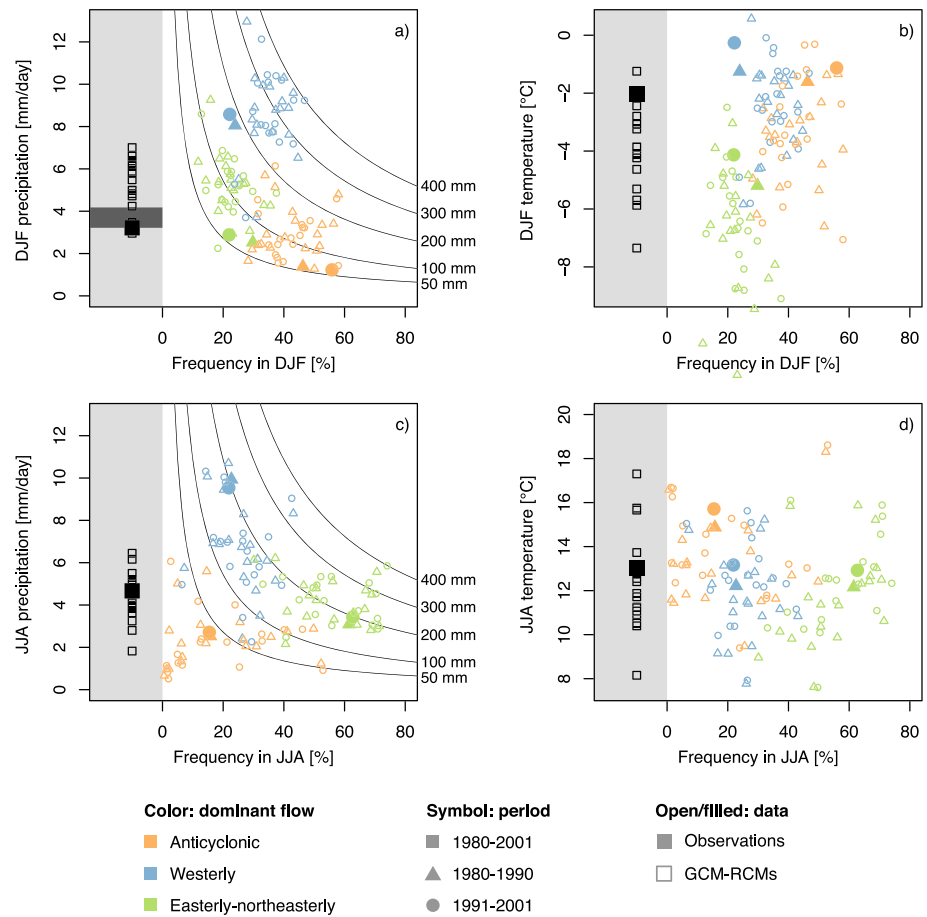 a)
DJF precipitation [mm/day]
12
10
8
6
4
2
0
400 mm
300 mm
200 mm
100 mm
50 mm
0 20 40 60 80
Frequency in DJF [%]
b)
DJF temperature [°C]
0
−2
−4
−6
−8
0 20 40 60 80
Frequency in DJF [%]
c)
JJA precipitation [mm/day]
12
10
8
6
4
2
0
400 mm
300 mm
200 mm
100 mm
50 mm
0 20 40 60 80
Frequency in JJA [%]
d)
JJA temperature [°C]
20
18
16
14
12
10
8
0 20 40 60 80
Frequency in JJA [%]
Color: dominant flow
Anticyclonic
Westerly
Easterly-northeasterly
Symbol: period
1980-2001
1980-1990
1991-2001
Open/filled: data
Observations
GCM-RCMs